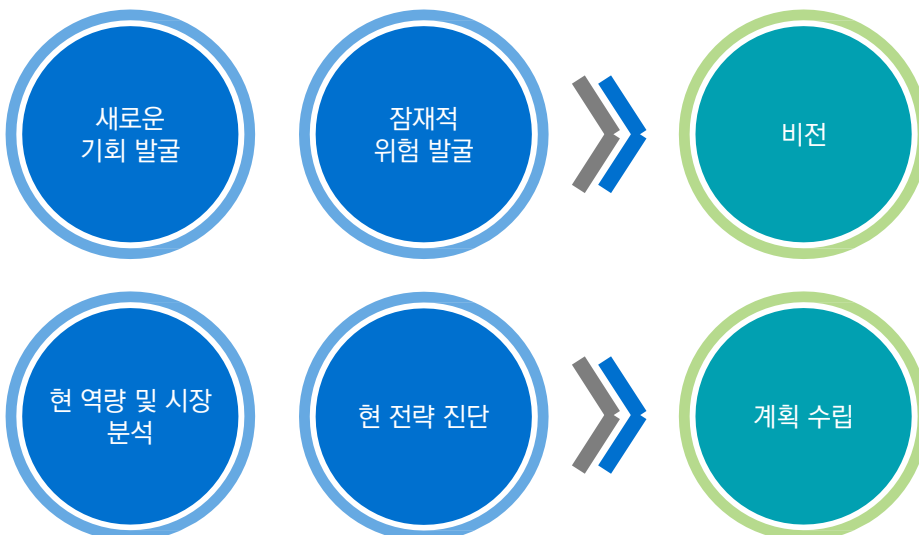 새로운
기회 발굴
잠재적
위험 발굴
비전
현 역량 및 시장
분석
현 전략 진단
계획 수립